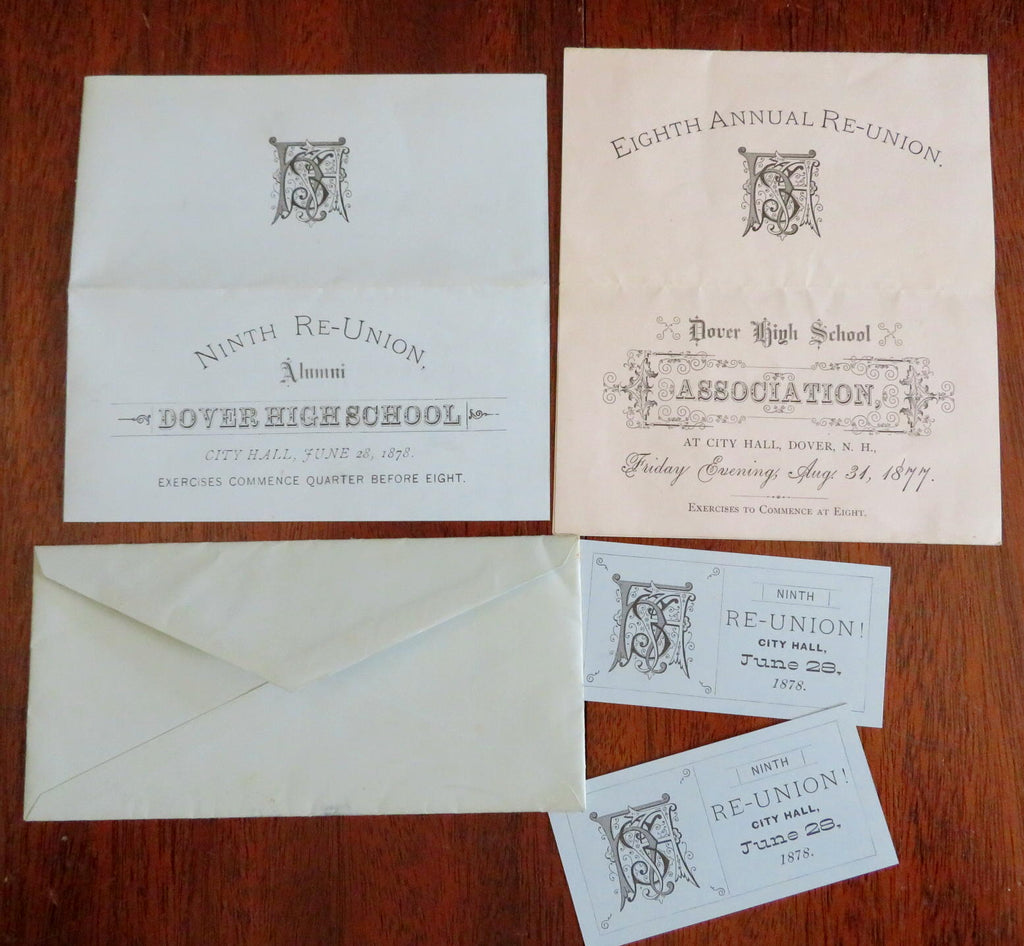 NINTH RE-UNION,
Alumni
DOVER HIGH SCHOOL
CITY HALL, JUNE 28, 1878.
EXERCISES COMMENCE QUARTER BEFORE EIGHT.
EIGHTH ANNUAL RE-UNION.
Dover High School
ASSOCIATION,
AT CITY HALL, DOVER, N. H.,
Friday Evening, Aug. 31, 1877.
EXERCISES TO COMMENCE AT EIGHT.
NINTH
RE-UNION!
CITY HALL,
June 28,
1878.
NINTH
RE-UNION!
CITY HALL,
June 28,
1878.